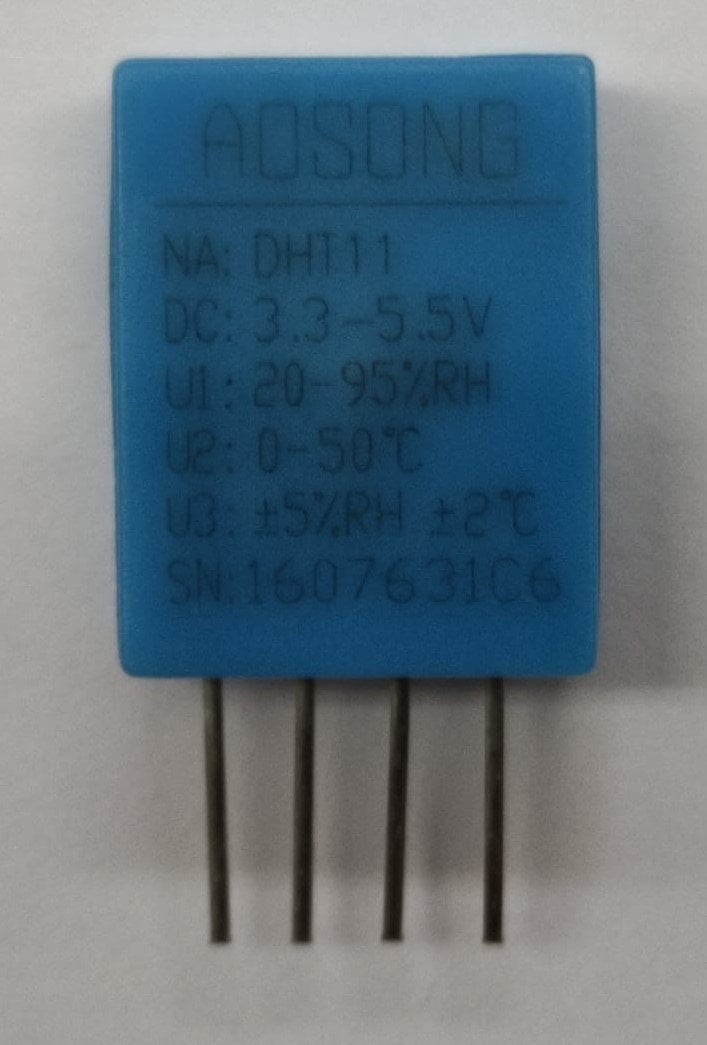 AOSONG
NA: DHT11
DC: 3.3-5.5V
U1: 20-95%RH
U2: 0-50℃
U3: ±5%RH ±2℃
SN:1607631C6